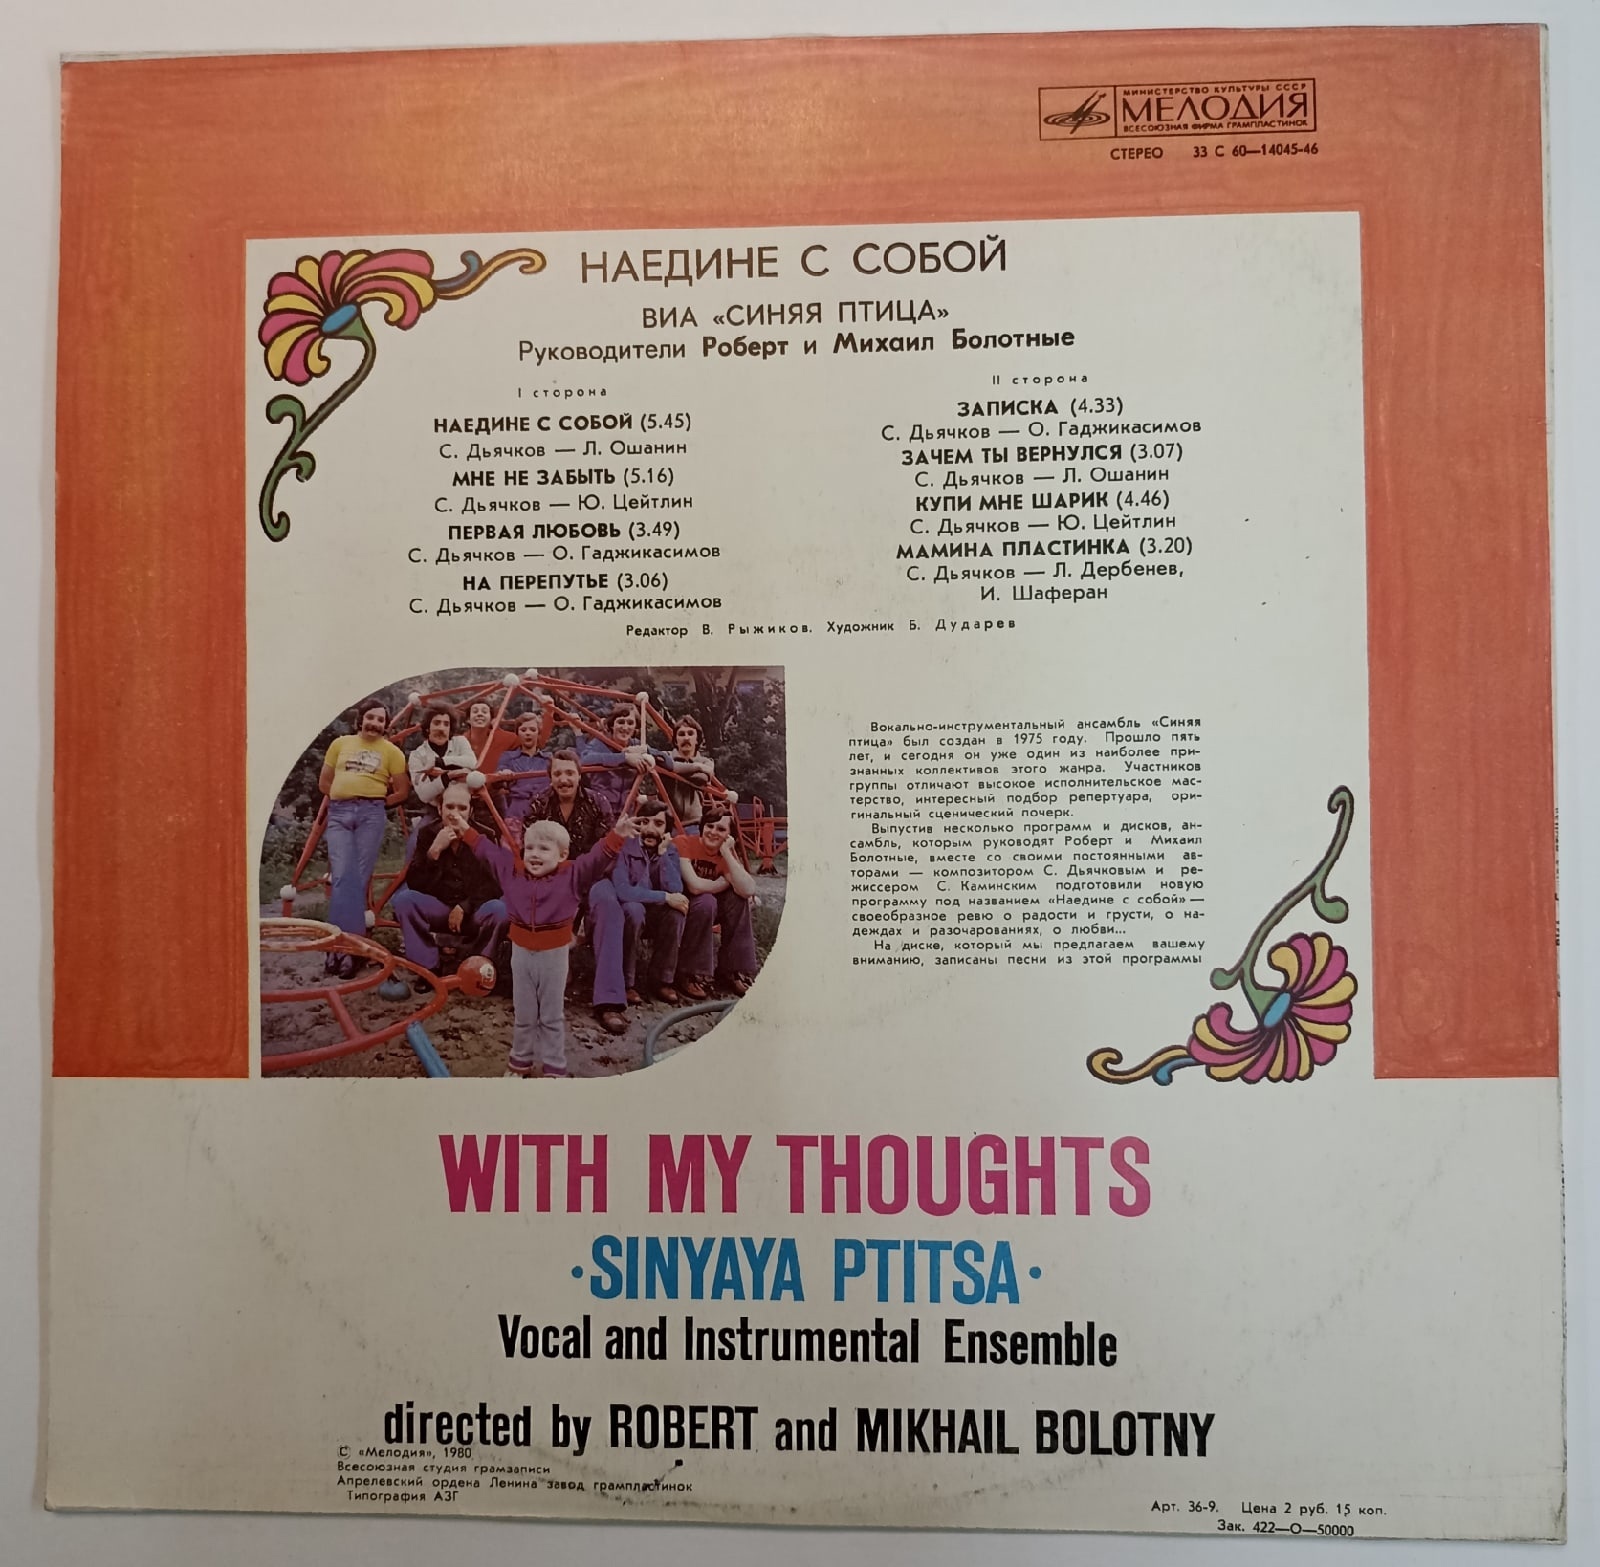 МИНИСТЕРСТВО КУЛЬТУРЫ СССР
МЕЛОДИЯ
ВСЕСОЮЗНАЯ ФИРМА ГРАМПЛАСТИНОК
СТЕРЕО 33 С 60—14045-46
НАЕДИНЕ С СОБОЙ
ВИА «СИНЯЯ ПТИЦА»
Руководители Роберт и Михаил Болотные
I сторона
НАЕДИНЕ С СОБОЙ (5.45)
С. Дьячков — Л. Ошанин
МНЕ НЕ ЗАБЫТЬ (5.16)
С. Дьячков — Ю. Цейтлин
ПЕРВАЯ ЛЮБОВЬ (3.49)
С. Дьячков — О. Гаджикасимов
НА ПЕРЕПУТЬЕ (3.06)
С. Дьячков — О. Гаджикасимов
II сторона
ЗАПИСКА (4.33)
С. Дьячков — О. Гаджикасимов
ЗАЧЕМ ТЫ ВЕРНУЛСЯ (3.07)
С. Дьячков — Л. Ошанин
КУПИ МНЕ ШАРИК (4.46)
С. Дьячков — Ю. Цейтлин
МАМИНА ПЛАСТИНКА (3.20)
С. Дьячков — Л. Дербенев,
И. Шаферан
Редактор В. Рыжиков. Художник Б. Дударев
Вокально-инструментальный ансамбль «Синяя
птица» был создан в 1975 году. Прошло пять
лет, и сегодня он уже один из наиболее при-
знанных коллективов этого жанра. Участников
группы отличают высокое исполнительское мас-
терство, интересный подбор репертуара, ори-
гинальный сценический почерк.
Выпустив несколько программ и дисков, ан-
самбль, которым руководят Роберт и Михаил
Болотные, вместе со своими постоянными ав-
торами — композитором С. Дьячковым и ре-
жиссером С. Каминским подготовили новую
программу под названием «Наедине с собой» —
своеобразное ревю о радости и грусти, о на-
деждах и разочарованиях, о любви...
На диске, который мы предлагаем вашему
вниманию, записаны песни из этой программы
WITH MY THOUGHTS
·SINYAYA PTITSA·
Vocal and Instrumental Ensemble
directed by ROBERT and MIKHAIL BOLOTNY
С «Мелодия», 1980
Всесоюзная студия грамзаписи
Апрелевский ордена Ленина завод грампластинок
Типография АЗГ
Арт. 36-9. Цена 2 руб. 15 коп.
Зак. 422—О—50000